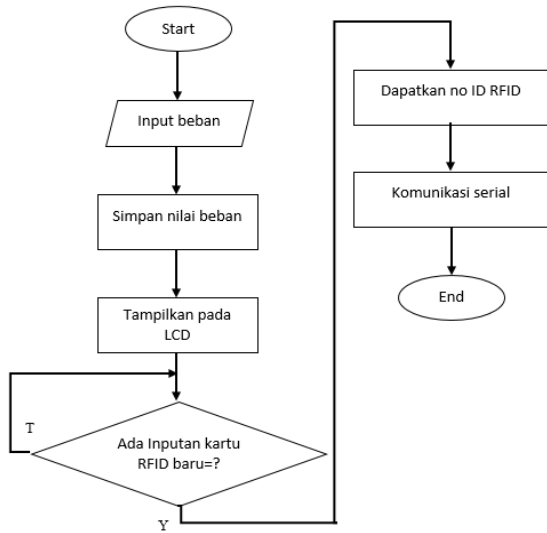 Start
Input beban
Simpan nilai beban
Tampilkan pada
LCD
T
Ada Inputan kartu
RFID baru=?
Y
Dapatkan no ID RFID
Komunikasi serial
End